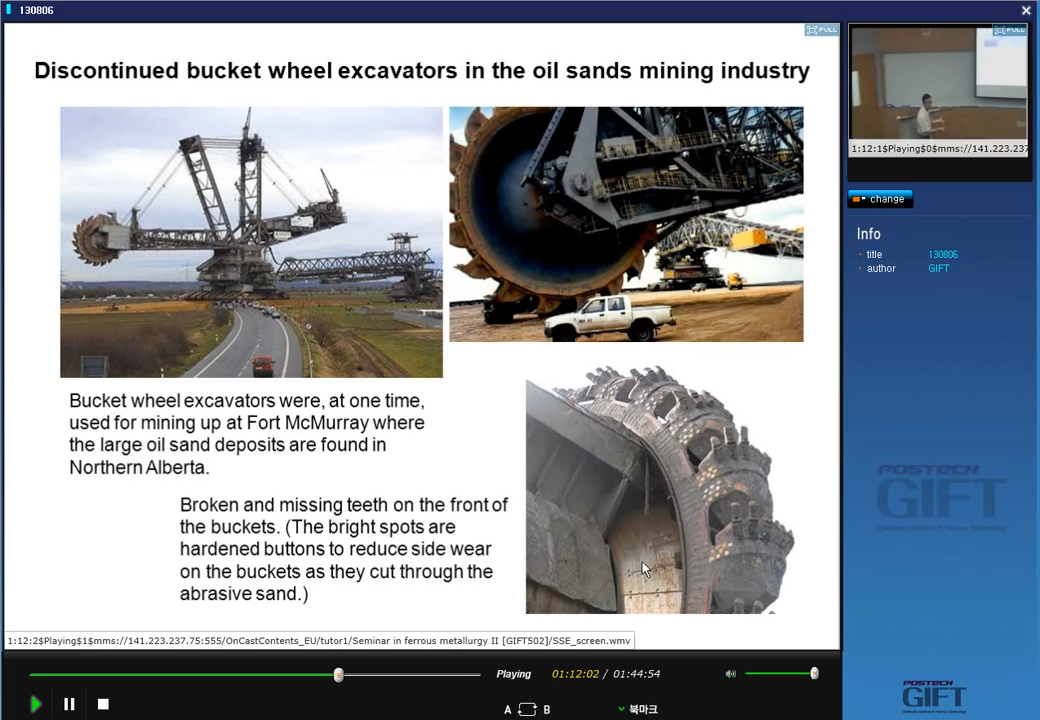 130806
FULL
Discontinued bucket wheel excavators in the oil sands mining industry
Bucket wheel excavators were, at one time,
used for mining up at Fort McMurray where
the large oil sand deposits are found in
Northern Alberta.
Broken and missing teeth on the front of
the buckets. (The bright spots are
hardened buttons to reduce side wear
on the buckets as they cut through the
abrasive sand.)
1:12:2$Playing$1$mms://141.223.237.75:555/OnCastContents_EU/tutor1/Seminar in ferrous metallurgy II [GIFT502]/SSE_screen.wmv
Playing 01:12:02 / 01:44:54
A B 북마크
FULL
1:12:1$Playing$0$mms://141.223.237
change
Info
title 130806
author GIFT
POSTECH
GIFT
POSTECH
GIFT